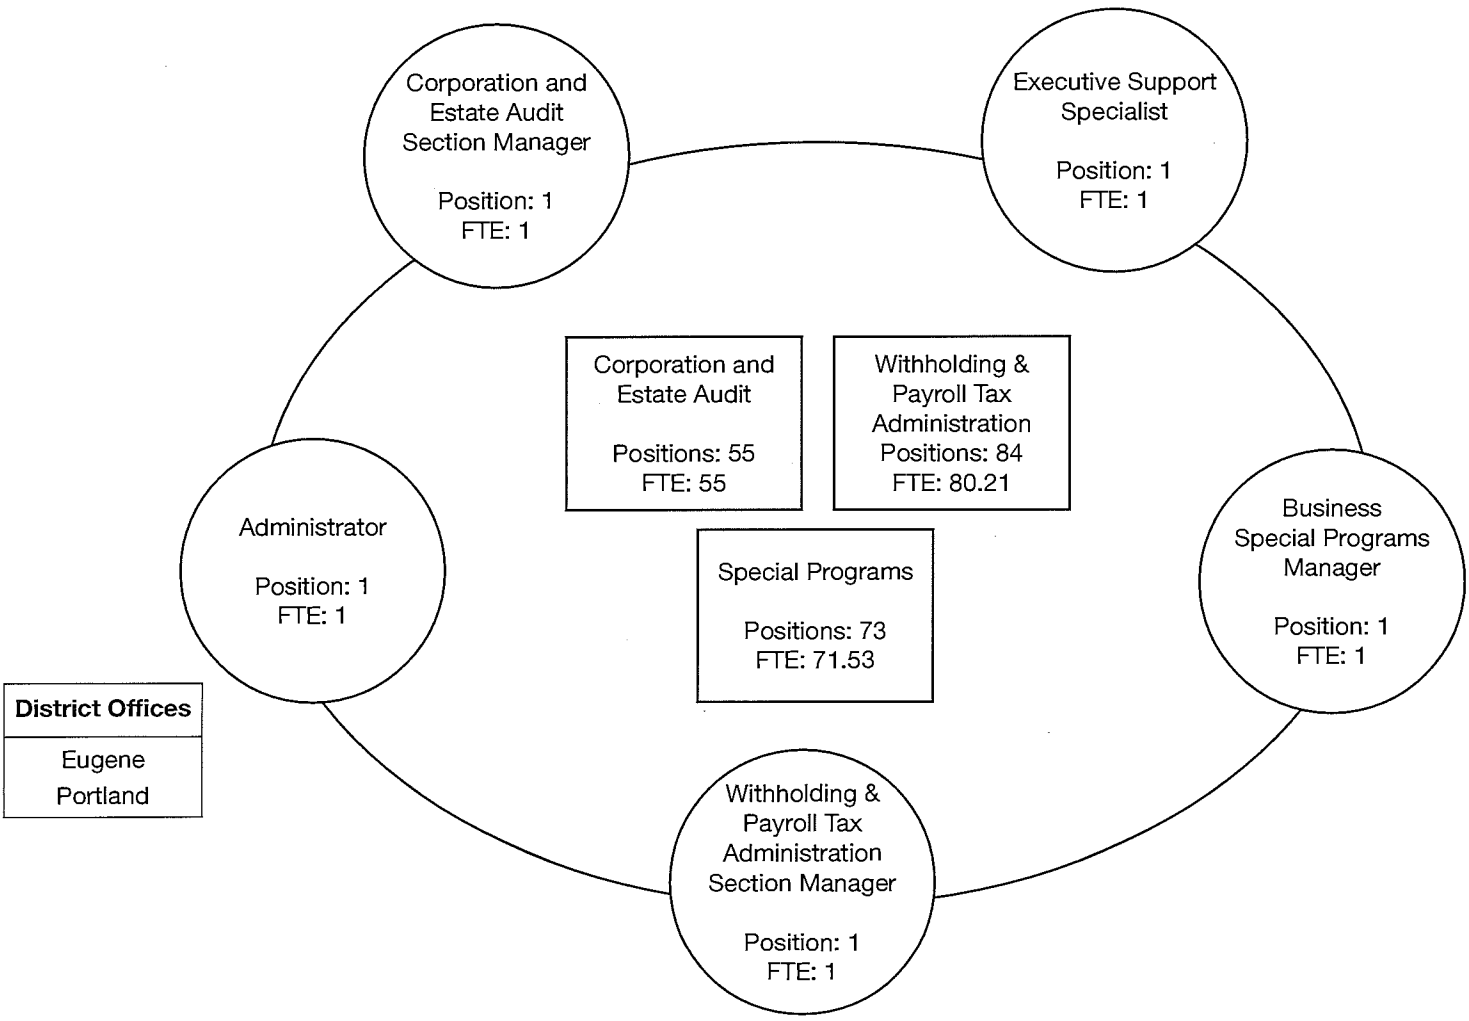 Corporation and
Estate Audit
Section Manager
Position: 1
FTE: 1
Executive Support
Specialist
Position: 1
FTE: 1
Corporation and
Estate Audit
Positions: 55
FTE: 55
Withholding &
Payroll Tax
Administration
Positions: 84
FTE: 80.21
Administrator
Position: 1
FTE: 1
Business
Special Programs
Manager
Position: 1
FTE: 1
Special Programs
Positions: 73
FTE: 71.53
District Offices
Eugene
Portland
Withholding &
Payroll Tax
Administration
Section Manager
Position: 1
FTE: 1